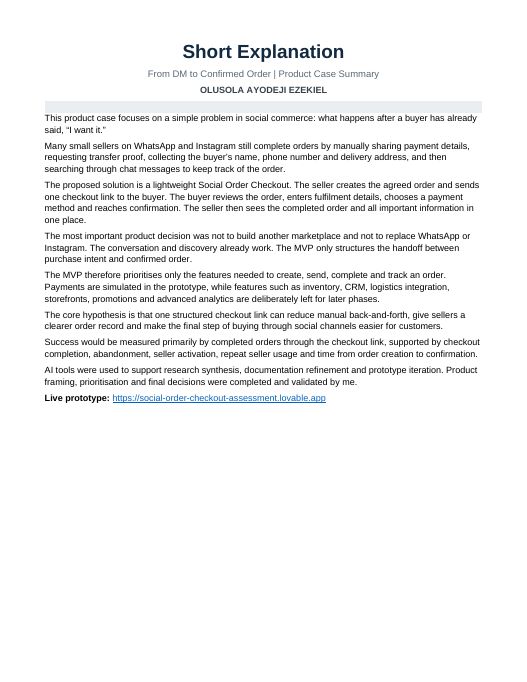 Short Explanation
From DM to Confirmed Order | Product Case Summary
OLUSOLA AYODEJI EZEKIEL
This product case focuses on a simple problem in social commerce: what happens after a buyer has already
said, “I want it.”
Many small sellers on WhatsApp and Instagram still complete orders by manually sharing payment details,
requesting transfer proof, collecting the buyer’s name, phone number and delivery address, and then
searching through chat messages to keep track of the order.
The proposed solution is a lightweight Social Order Checkout. The seller creates the agreed order and sends
one checkout link to the buyer. The buyer reviews the order, enters fulfilment details, chooses a payment
method and reaches confirmation. The seller then sees the completed order and all important information in
one place.
The most important product decision was not to build another marketplace and not to replace WhatsApp or
Instagram. The conversation and discovery already work. The MVP only structures the handoff between
purchase intent and confirmed order.
The MVP therefore prioritises only the features needed to create, send, complete and track an order.
Payments are simulated in the prototype, while features such as inventory, CRM, logistics integration,
storefronts, promotions and advanced analytics are deliberately left for later phases.
The core hypothesis is that one structured checkout link can reduce manual back-and-forth, give sellers a
clearer order record and make the final step of buying through social channels easier for customers.
Success would be measured primarily by completed orders through the checkout link, supported by checkout
completion, abandonment, seller activation, repeat seller usage and time from order creation to confirmation.
AI tools were used to support research synthesis, documentation refinement and prototype iteration. Product
framing, prioritisation and final decisions were completed and validated by me.
Live prototype: https://social-order-checkout-assessment.lovable.app